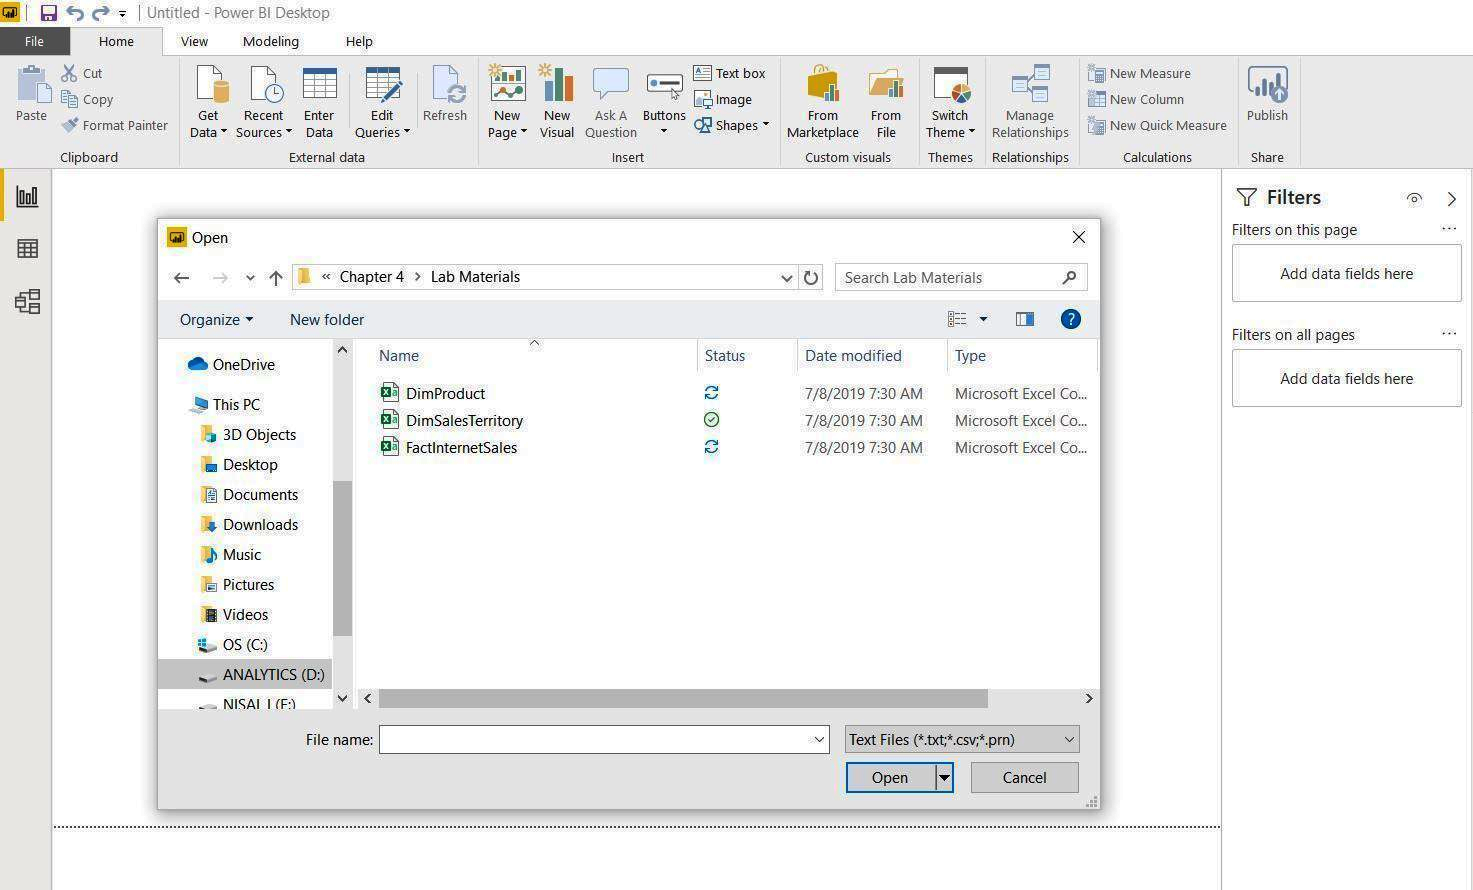 Untitled - Power BI Desktop
File Home View Modeling Help
Cut
Copy
Format Painter
Paste
Clipboard
Get Data
Recent Sources
Enter Data
Edit Queries
Refresh
External data
New Page
New Visual
Ask A Question
Buttons
Text box
Image
Shapes
Insert
From Marketplace
From File
Custom visuals
Switch Theme
Themes
Manage Relationships
Relationships
New Measure
New Column
New Quick Measure
Calculations
Publish
Share
Open
« Chapter 4 > Lab Materials
Search Lab Materials
Organize New folder
?
OneDrive
This PC
3D Objects
Desktop
Documents
Downloads
Music
Pictures
Videos
OS (C:)
ANALYTICS (D:)
Name Status Date modified Type
DimProduct 7/8/2019 7:30 AM Microsoft Excel Co...
DimSalesTerritory 7/8/2019 7:30 AM Microsoft Excel Co...
FactInternetSales 7/8/2019 7:30 AM Microsoft Excel Co...
File name:
Text Files (*.txt;*.csv;*.prn)
Open Cancel
Filters
Filters on this page ...
Add data fields here
Filters on all pages ...
Add data fields here